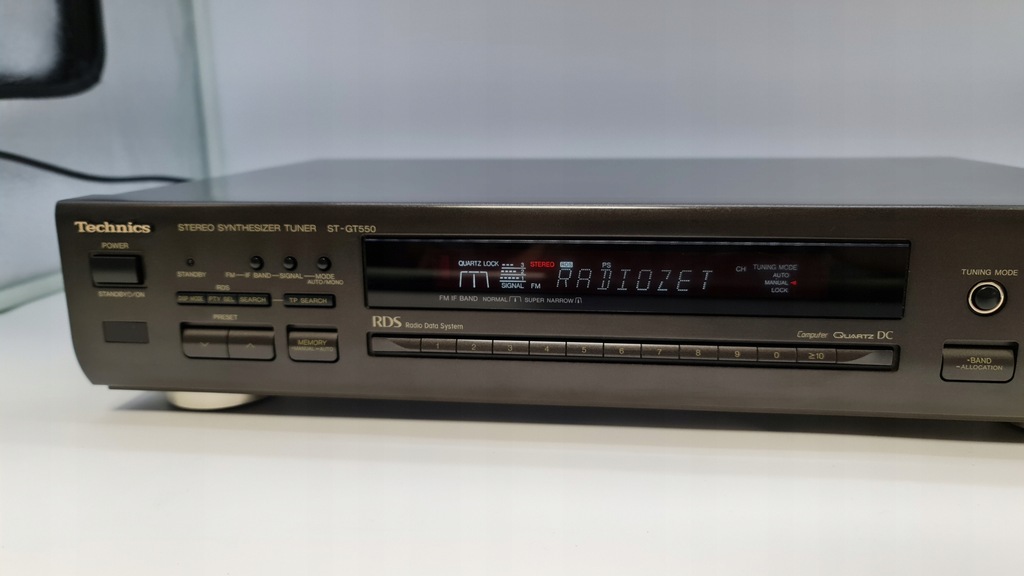 Technics
STEREO SYNTHESIZER TUNER ST-GT550
POWER
STANDBY⏻/ON
STANDBY
FM
IF BAND
SIGNAL
MODE
AUTO/MONO
RDS
DISP MODE
PTY SEL
SEARCH
TP SEARCH
PRESET
MEMORY
QUARTZ LOCK
3
2
1
SIGNAL
STEREO RDS PS
FM RADIOZET
CH
TUNING MODE
AUTO
MANUAL
LOCK
FM IF BAND NORMAL SUPER NARROW
RDS Radio Data System
Computer QUARTZ DC
1 2 3 4 5 6 7 8 9 0 ≥10
TUNING MODE
-BAND
-ALLOCATION